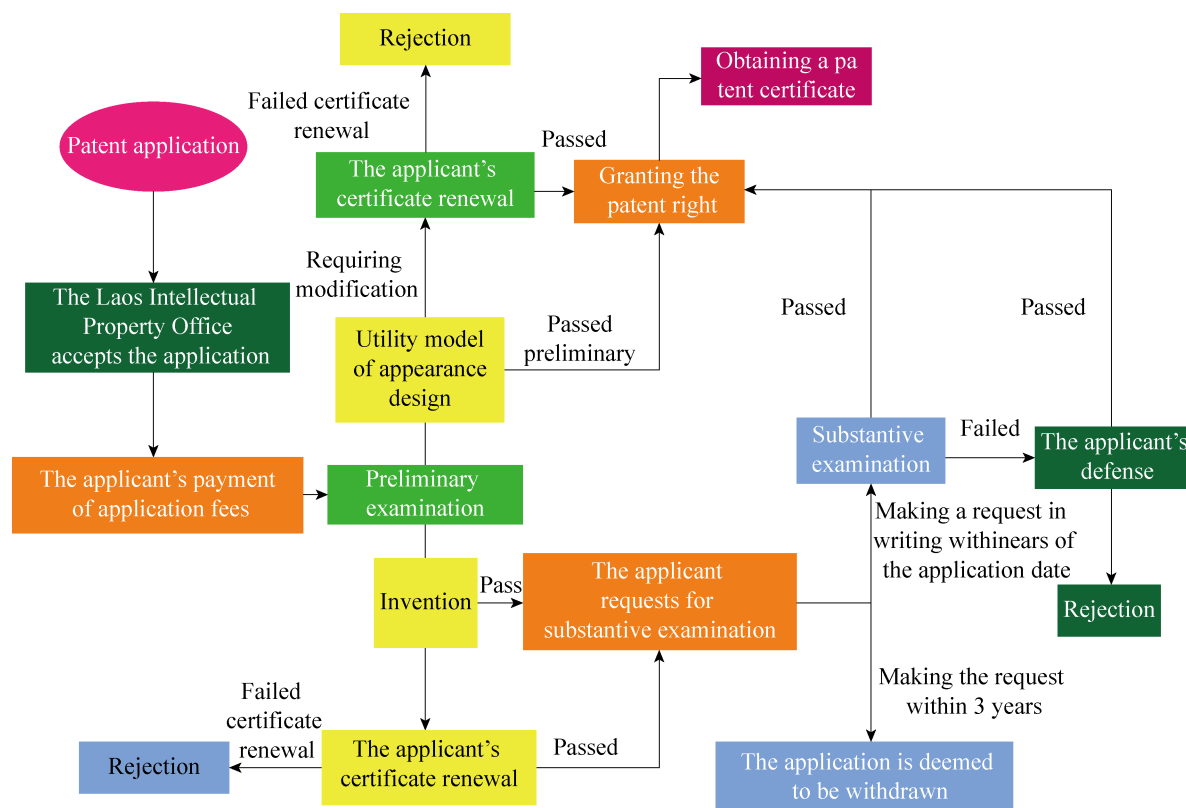 Rejection
Obtaining a pa
tent certificate
Failed certificate
renewal
Patent application
Passed
The applicant's
certificate renewal
Granting the
patent right
Requiring
modification
The Laos Intellectual
Property Office
accepts the application
Passed
preliminary
Utility model
of appearance
design
Passed
Passed
Substantive
examination
Failed
The applicant's
defense
The applicant's payment
of application fees
Preliminary
examination
Making a request in
writing withinears of
the application date
Invention
Pass
The applicant
requests for
substantive examination
Rejection
Making the request
within 3 years
Failed
certificate
renewal
Rejection
The applicant's
certificate renewal
Passed
The application is deemed
to be withdrawn